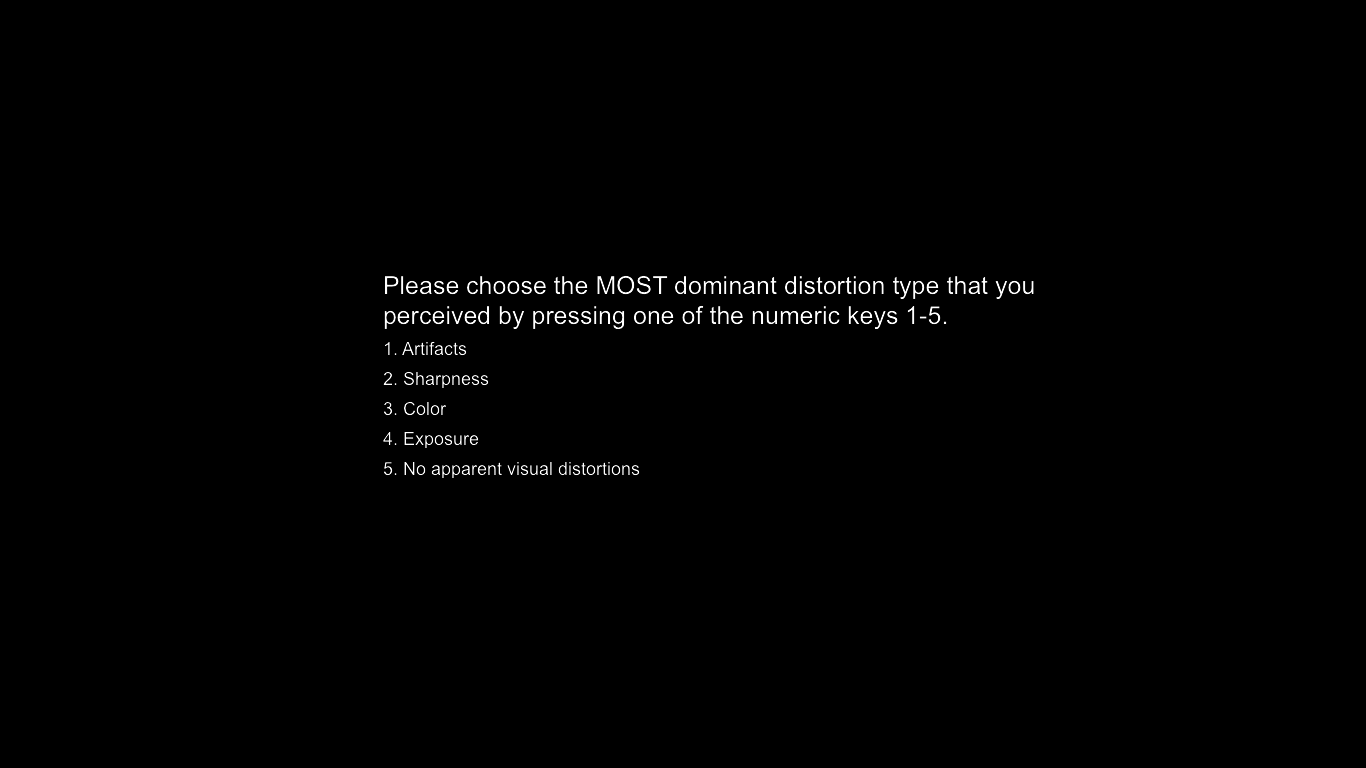 Please choose the MOST dominant distortion type that you
perceived by pressing one of the numeric keys 1-5.
1. Artifacts
2. Sharpness
3. Color
4. Exposure
5. No apparent visual distortions